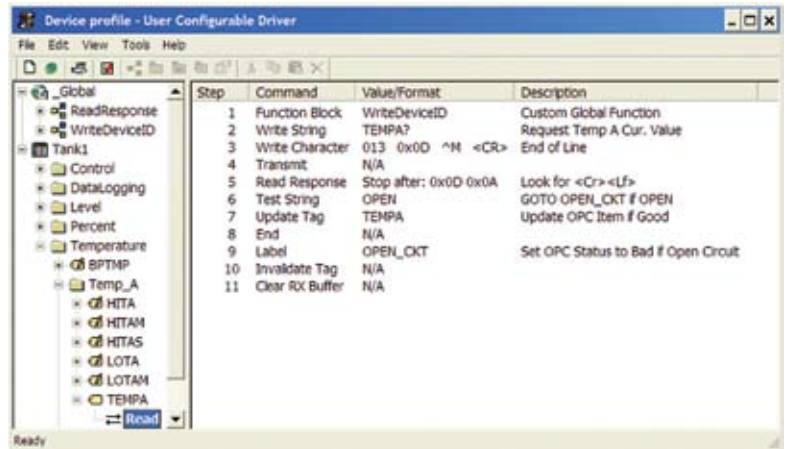 Device profile - User Configurable Driver
File Edit View Tools Help
_Global
ReadResponse
WriteDeviceID
Tank1
Control
DataLogging
Level
Percent
Temperature
BPTMP
Temp_A
HITA
HITAM
HITAS
LOTA
LOTAM
TEMPA
Read
Step Command Value/Format Description
1 Function Block WriteDeviceID Custom Global Function
2 Write String TEMPA? Request Temp A Cur. Value
3 Write Character 013 0x0D ^M <CR> End of Line
4 Transmit N/A
5 Read Response Stop after: 0x0D 0x0A Look for <Cr><Lf>
6 Test String OPEN GOTO OPEN_CKT if OPEN
7 Update Tag TEMPA Update OPC Item if Good
8 End N/A
9 Label OPEN_CKT Set OPC Status to Bad if Open Circuit
10 Invalidate Tag N/A
11 Clear RX Buffer N/A
Ready